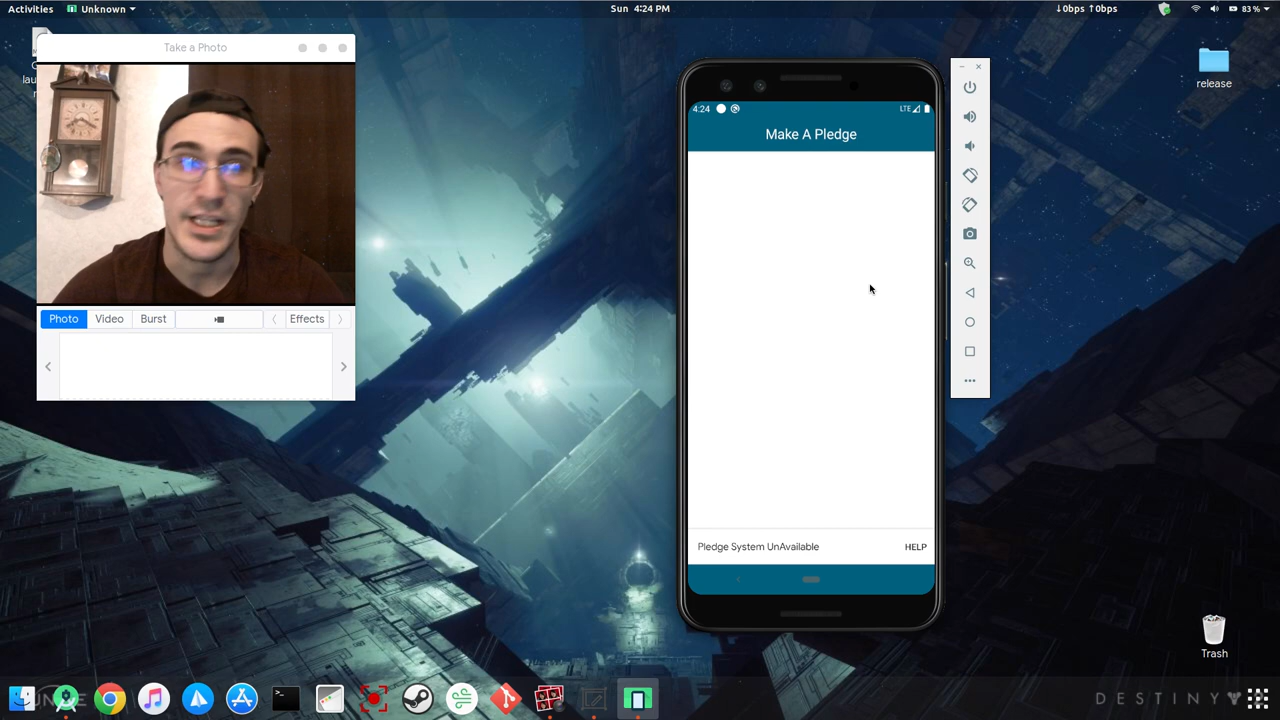 Activities
Unknown
Sun 4:24 PM
↓0bps ↑0bps
83 %
Take a Photo
Photo
Video
Burst
Effects
4:24
LTE
Make A Pledge
Pledge System UnAvailable
HELP
release
Trash
DESTINY